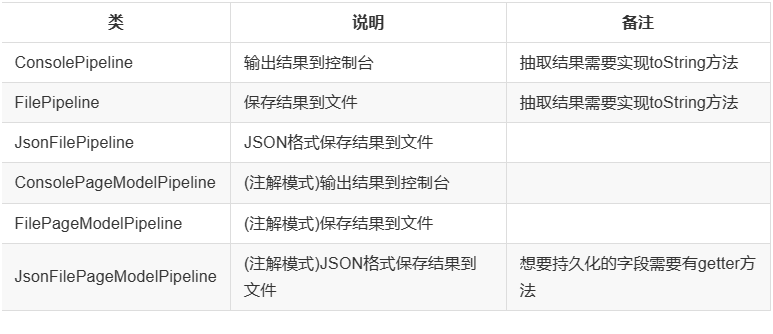 类 说明 备注
ConsolePipeline 输出结果到控制台 抽取结果需要实现toString方法
FilePipeline 保存结果到文件 抽取结果需要实现toString方法
JsonFilePipeline JSON格式保存结果到文件
ConsolePageModelPipeline (注解模式)输出结果到控制台
FilePageModelPipeline (注解模式)保存结果到文件
JsonFilePageModelPipeline (注解模式)JSON格式保存结果到
文件
想要持久化的字段需要有getter方
法